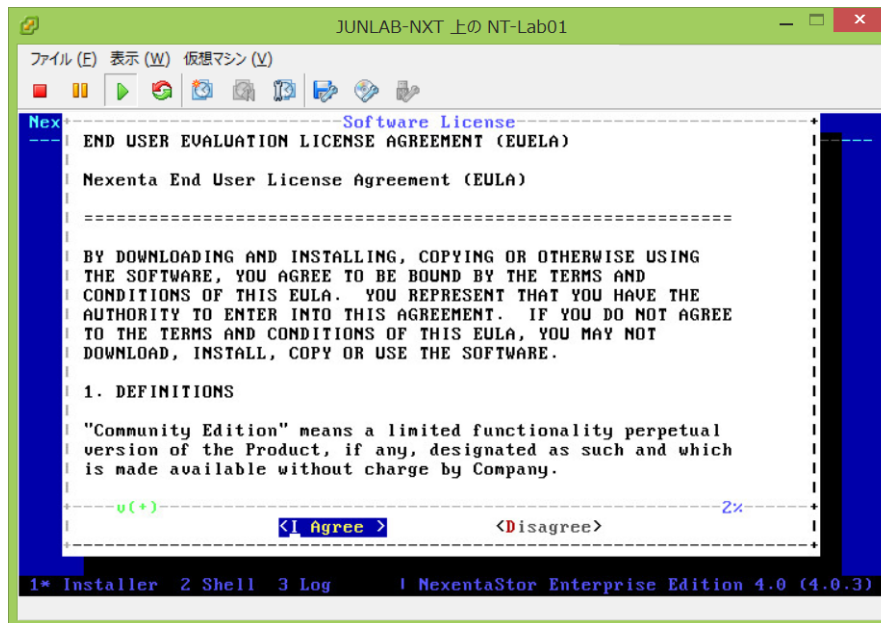 JUNLAB-NXT 上の NT-Lab01
ファイル (F) 表示 (W) 仮想マシン (V)
Nex
Software License
END USER EVALUATION LICENSE AGREEMENT (EUELA)
Nexenta End User License Agreement (EULA)
BY DOWNLOADING AND INSTALLING, COPYING OR OTHERWISE USING
THE SOFTWARE, YOU AGREE TO BE BOUND BY THE TERMS AND
CONDITIONS OF THIS EULA.  YOU REPRESENT THAT YOU HAVE THE
AUTHORITY TO ENTER INTO THIS AGREEMENT.  IF YOU DO NOT AGREE
TO THE TERMS AND CONDITIONS OF THIS EULA, YOU MAY NOT
DOWNLOAD, INSTALL, COPY OR USE THE SOFTWARE.
1. DEFINITIONS
"Community Edition" means a limited functionality perpetual
version of the Product, if any, designated as such and which
is made available without charge by Company.
v(+) 2%
<I Agree > <Disagree>
1* Installer 2 Shell 3 Log | NexentaStor Enterprise Edition 4.0 (4.0.3)